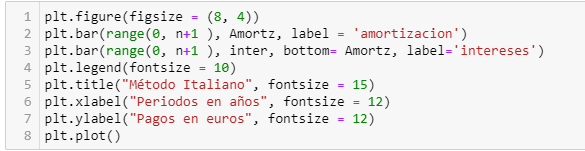 1 plt.figure(figsize = (8, 4))
2 plt.bar(range(0, n+1 ), Amortz, label = 'amortizacion')
3 plt.bar(range(0, n+1 ), inter, bottom= Amortz, label='intereses')
4 plt.legend(fontsize = 10)
5 plt.title("Método Italiano", fontsize = 15)
6 plt.xlabel("Periodos en años", fontsize = 12)
7 plt.ylabel("Pagos en euros", fontsize = 12)
8 plt.plot()